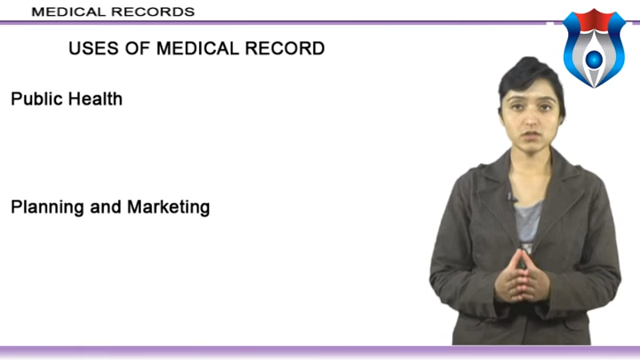 MEDICAL RECORDS
USES OF MEDICAL RECORD
Public Health
Planning and Marketing